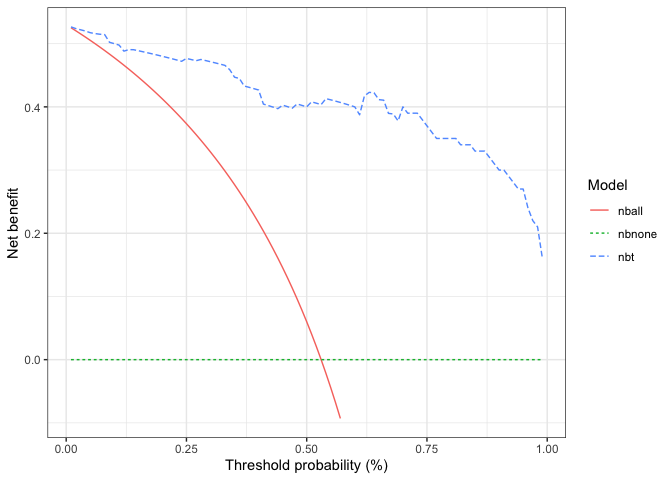 Net benefit
0.4
0.2
0.0
0.00
0.25
0.50
0.75
1.00
Threshold probability (%)
Model
nball
nbnone
nbt